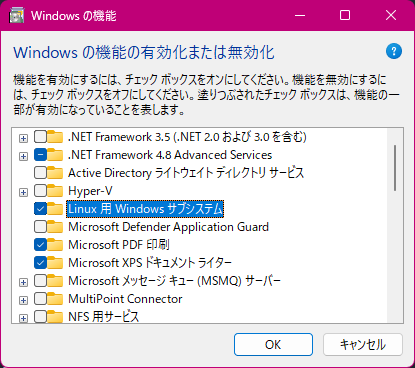 Windows の機能
Windows の機能の有効化または無効化
?
機能を有効にするには、チェック ボックスをオンにしてください。機能を無効にするに
は、チェック ボックスをオフにしてください。塗りつぶされたチェック ボックスは、機能の一
部が有効になっていることを表します。
.NET Framework 3.5 (.NET 2.0 および 3.0 を含む)
.NET Framework 4.8 Advanced Services
Active Directory ライトウェイト ディレクトリ サービス
Hyper-V
Linux 用 Windows サブシステム
Microsoft Defender Application Guard
Microsoft PDF 印刷
Microsoft XPS ドキュメント ライター
Microsoft メッセージ キュー (MSMQ) サーバー
MultiPoint Connector
NFS 用サービス
OK
キャンセル